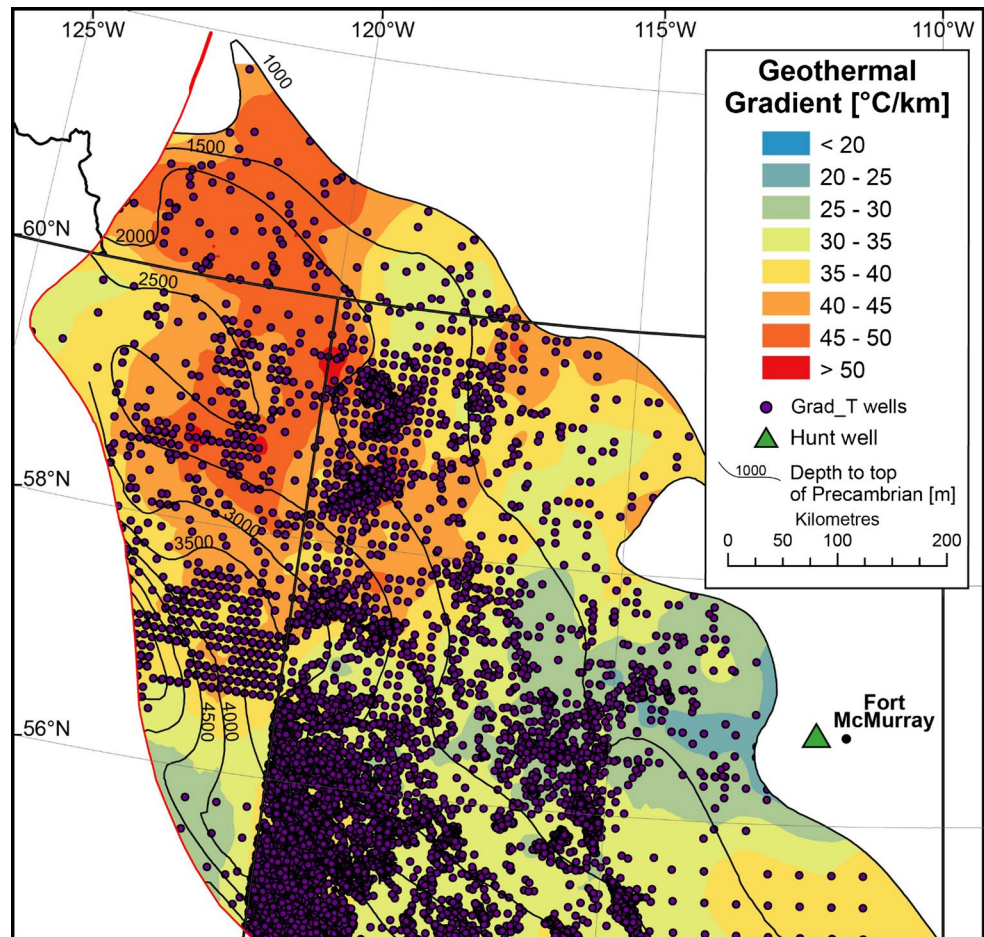 125°W
120°W
115°W
110°W
60°N
58°N
56°N
1000
1500
2000
2500
3000
3500
4500
4000
Geothermal
Gradient [°C/km]
< 20
20 - 25
25 - 30
30 - 35
35 - 40
40 - 45
45 - 50
> 50
Grad_T wells
Hunt well
1000
Depth to top
of Precambrian [m]
Kilometres
0 50 100 200
Fort
McMurray